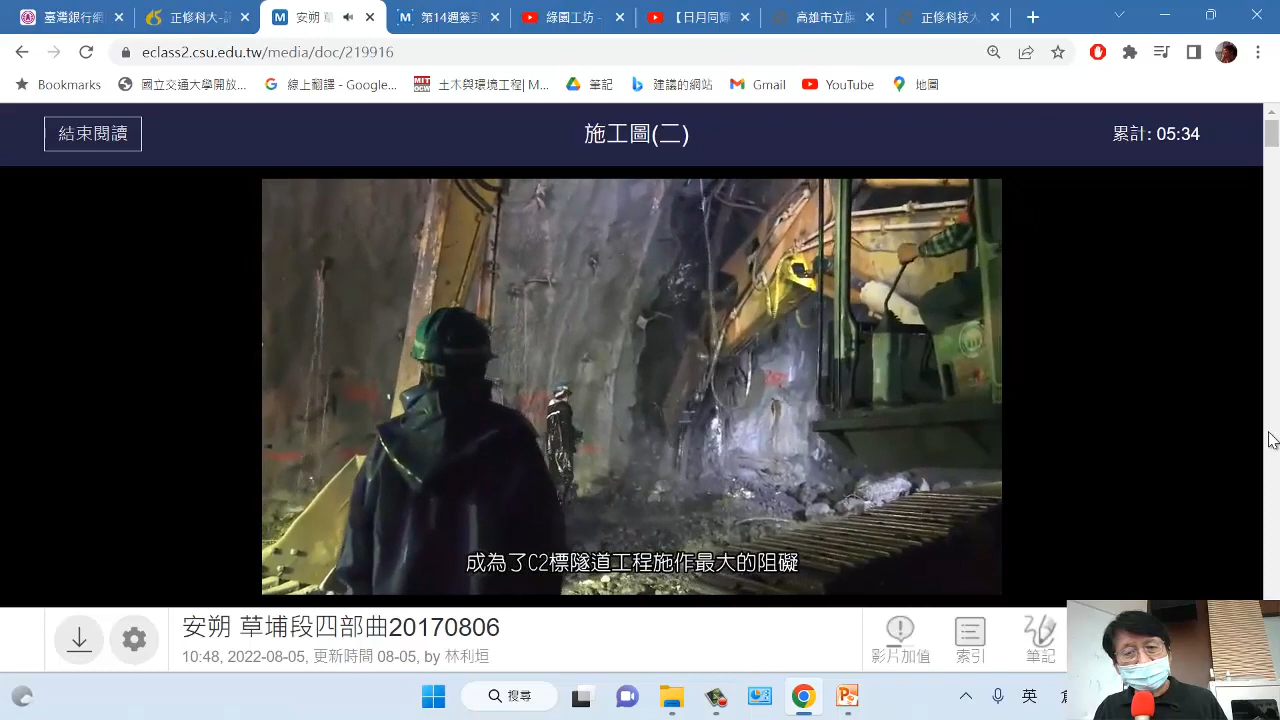 臺灣銀行網
正修科大-
安朔 草
第14週簽到
綠園工坊 -
【日月同輝
高雄市立旗
正修科技大
eclass2.csu.edu.tw/media/doc/219916
Bookmarks
國立交通大學開放...
線上翻譯 - Google...
土木與環境工程| M...
筆記
建議的網站
Gmail
YouTube
地圖
結束閱讀
施工圖(二)
累計: 05:34
成為了C2標隧道工程施作最大的阻礙
安朔 草埔段四部曲20170806
10:48, 2022-08-05, 更新時間 08-05, by 林利垣
影片加值
索引
筆記
搜尋
英